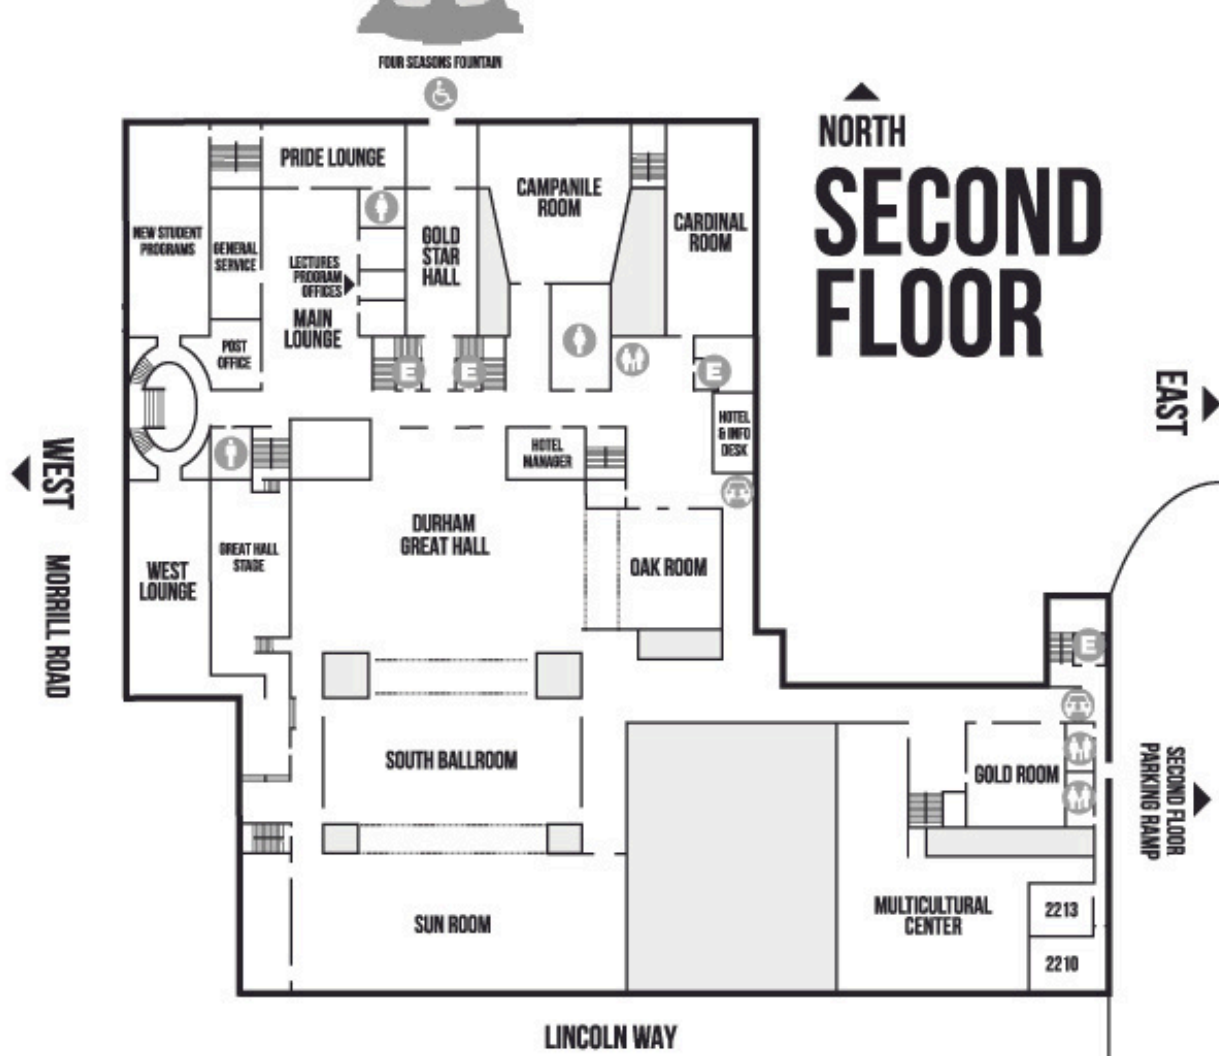 FOUR SEASONS FOUNTAIN
NORTH
SECOND
FLOOR
PRIDE LOUNGE
CAMPANILE
ROOM
CARDINAL
ROOM
NEW STUDENT
PROGRAMS
GENERAL
SERVICE
GOLD
STAR
HALL
LECTURES
PROGRAM
OFFICES
MAIN
LOUNGE
POST
OFFICE
E
E
E
EAST
HOTEL
& INFO
DESK
HOTEL
MANAGER
WEST
DURHAM
GREAT HALL
GREAT HALL
STAGE
WEST
LOUNGE
OAK ROOM
MORRILL ROAD
E
SOUTH BALLROOM
GOLD ROOM
SECOND FLOOR
PARKING RAMP
SUN ROOM
MULTICULTURAL
CENTER
2213
2210
LINCOLN WAY